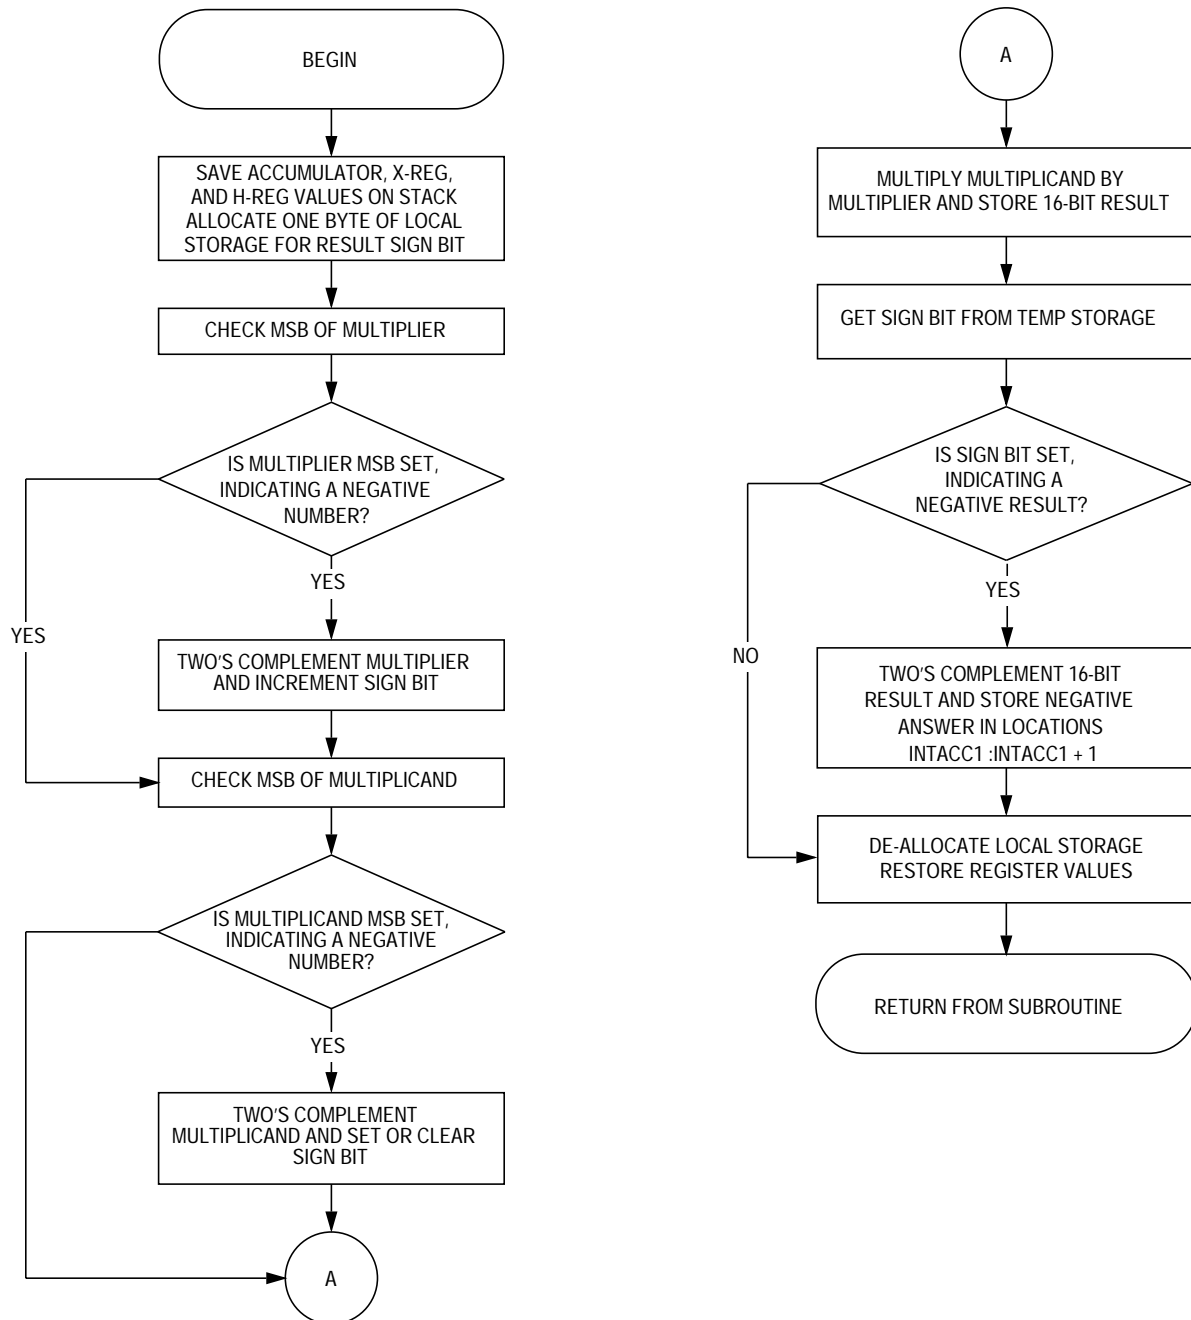 BEGIN
SAVE ACCUMULATOR, X-REG,
AND H-REG VALUES ON STACK
ALLOCATE ONE BYTE OF LOCAL
STORAGE FOR RESULT SIGN BIT
CHECK MSB OF MULTIPLIER
IS MULTIPLIER MSB SET,
INDICATING A NEGATIVE
NUMBER?
YES
YES
TWO'S COMPLEMENT MULTIPLIER
AND INCREMENT SIGN BIT
CHECK MSB OF MULTIPLICAND
IS MULTIPLICAND MSB SET,
INDICATING A NEGATIVE
NUMBER?
YES
TWO'S COMPLEMENT
MULTIPLICAND AND SET OR CLEAR
SIGN BIT
A
A
MULTIPLY MULTIPLICAND BY
MULTIPLIER AND STORE 16-BIT RESULT
GET SIGN BIT FROM TEMP STORAGE
IS SIGN BIT SET,
INDICATING A
NEGATIVE RESULT?
YES
NO
TWO'S COMPLEMENT 16-BIT
RESULT AND STORE NEGATIVE
ANSWER IN LOCATIONS
INTACC1 :INTACC1 + 1
DE-ALLOCATE LOCAL STORAGE
RESTORE REGISTER VALUES
RETURN FROM SUBROUTINE